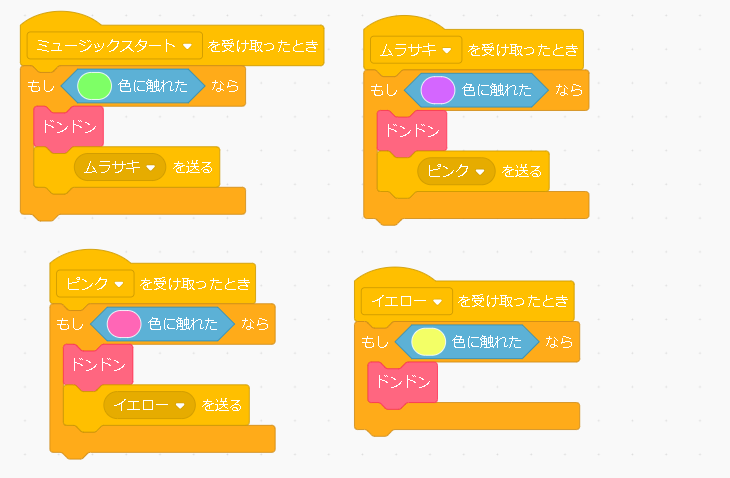 ミュージックスタート を受け取ったとき
もし 色に触れた なら
ドンドン
ムラサキ を送る
ムラサキ を受け取ったとき
もし 色に触れた なら
ドンドン
ピンク を送る
ピンク を受け取ったとき
もし 色に触れた なら
ドンドン
イエロー を送る
イエロー を受け取ったとき
もし 色に触れた なら
ドンドン